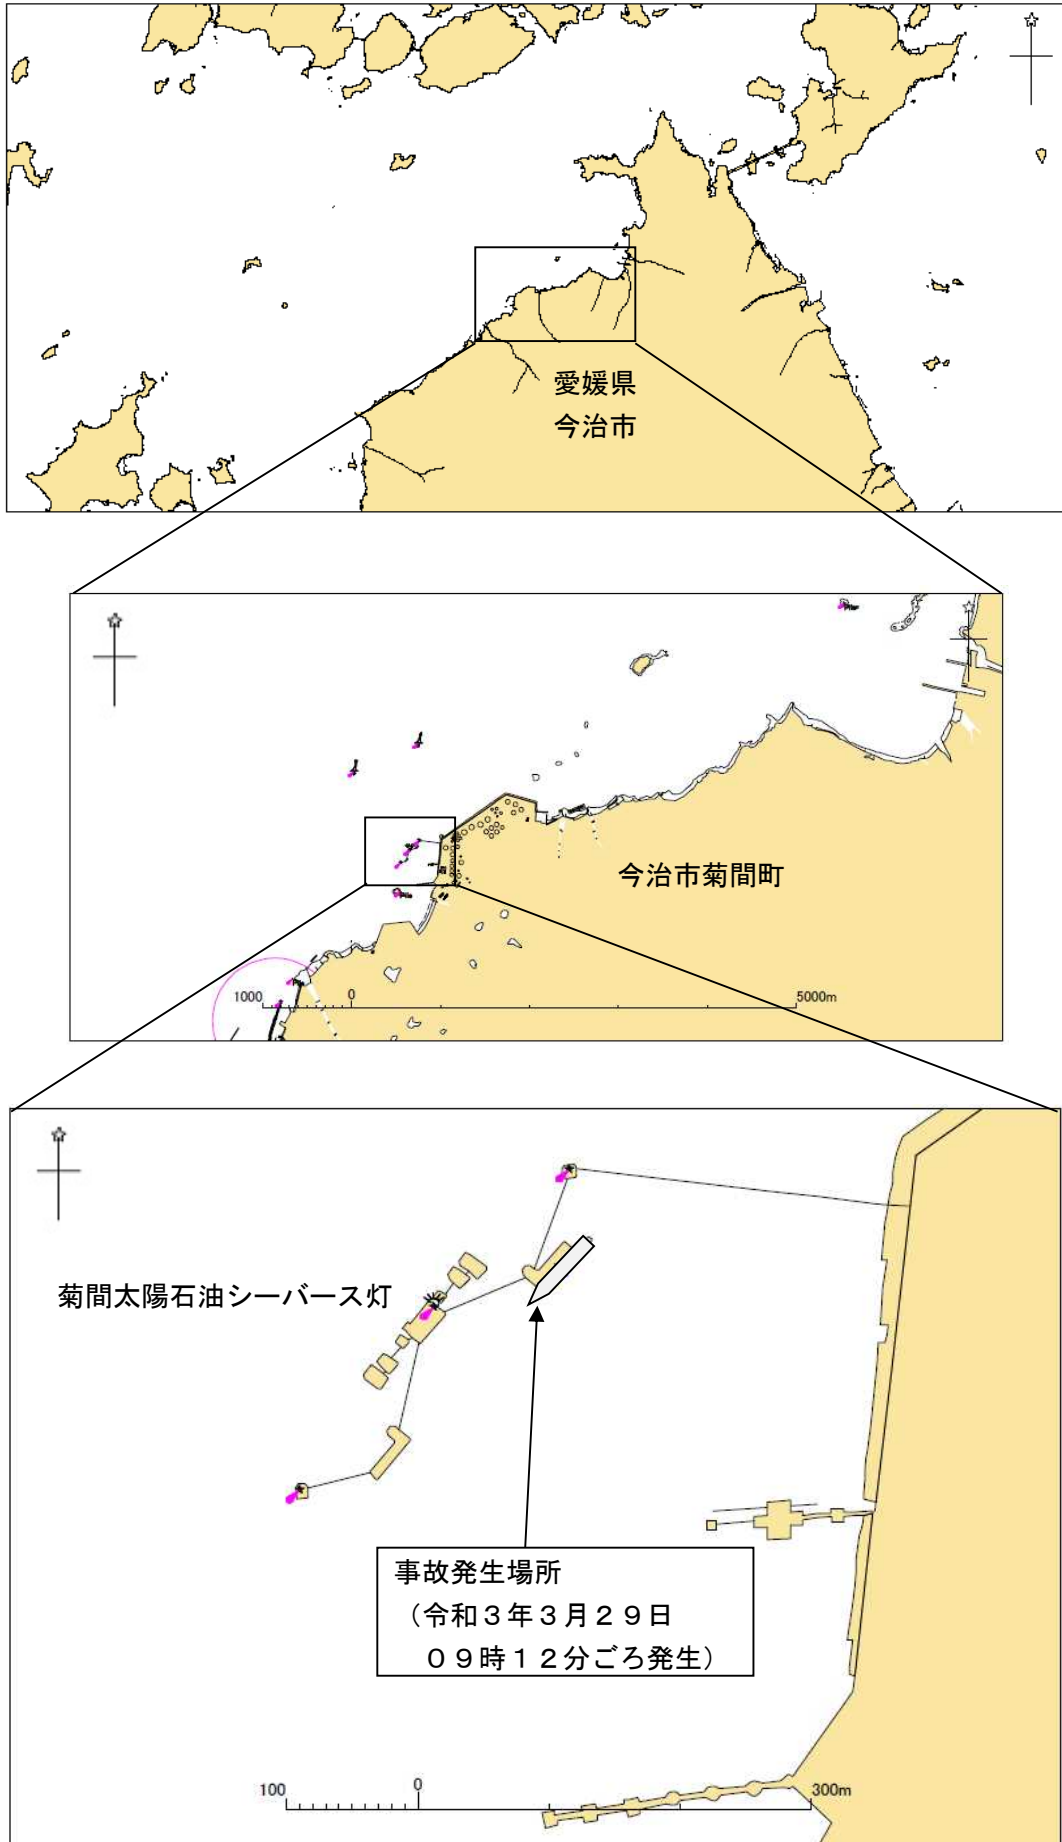 愛媛県
今治市
今治市菊間町
1000 0 5000m
菊間太陽石油シーバース灯
事故発生場所
（令和３年３月２９日
０９時１２分ごろ発生）
100 0 300m